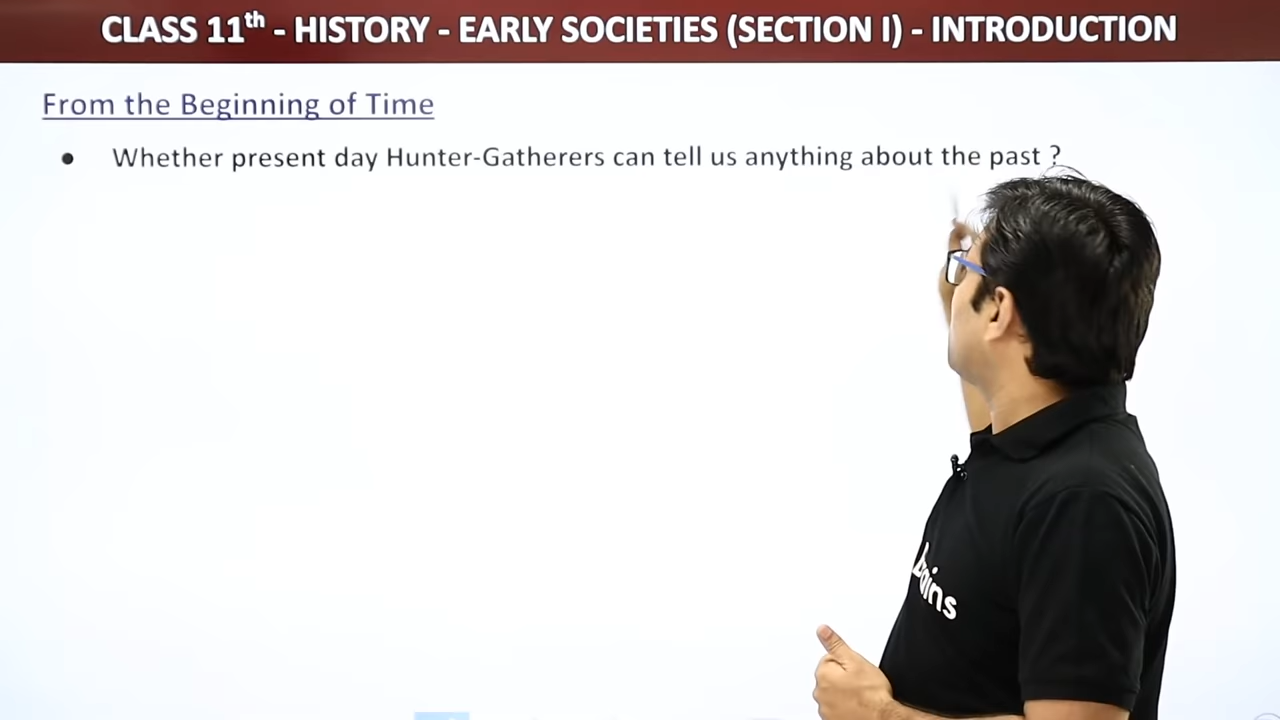 CLASS 11th - HISTORY - EARLY SOCIETIES (SECTION I) - INTRODUCTION
From the Beginning of Time
● Whether present day Hunter-Gatherers can tell us anything about the past ?
brains